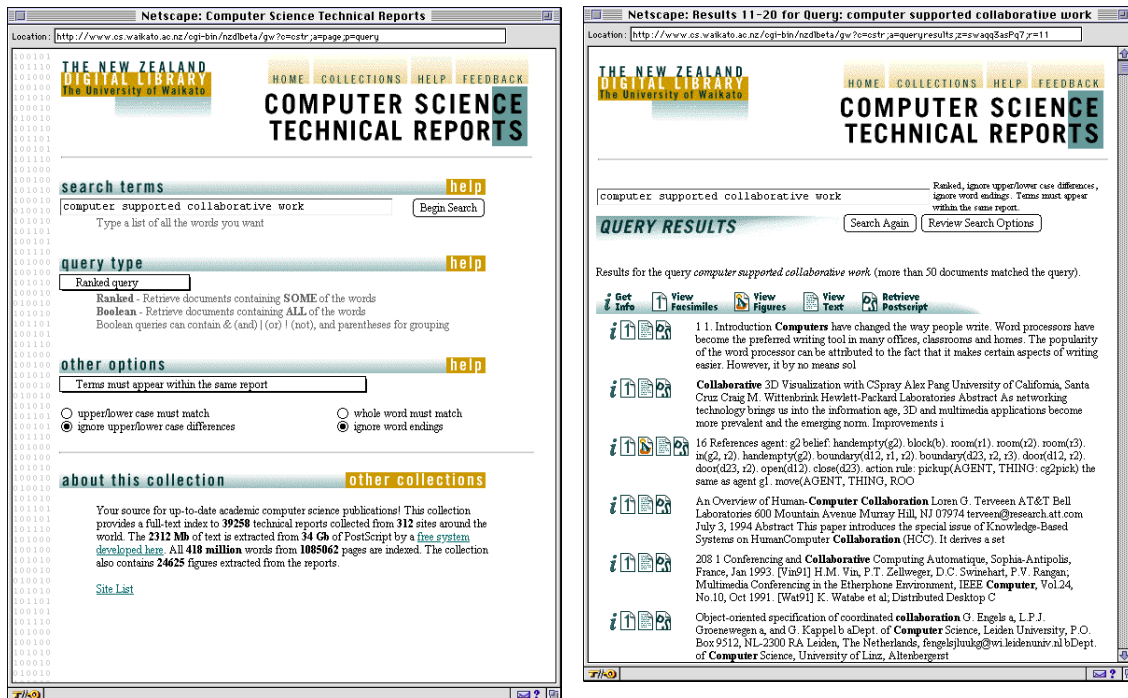 Netscape: Computer Science Technical Reports
Location: http://www.cs.waikato.ac.nz/cgi-bin/nzdlbeta/gw?c=cstr;a=page;p=query
THE NEW ZEALAND
DIGITAL LIBRARY
The University of Waikato
HOME COLLECTIONS HELP FEEDBACK
COMPUTER SCIENCE
TECHNICAL REPORTS
search terms help
computer supported collaborative work Begin Search
Type a list of all the words you want
query type help
Ranked query
Ranked - Retrieve documents containing SOME of the words
Boolean - Retrieve documents containing ALL of the words
Boolean queries can contain & (and) | (or) ! (not), and parentheses for grouping
other options help
Terms must appear within the same report
upper/lower case must match whole word must match
ignore upper/lower case differences ignore word endings
about this collection other collections
Your source for up-to-date academic computer science publications! This collection
provides a full-text index to 39258 technical reports collected from 312 sites around
the world. The 2312 Mb of text is extracted from 34 Gb of PostScript by a free system
developed here. All 418 million words from 1085062 pages are indexed. The collection
also contains 24625 figures extracted from the reports.
Site List
Netscape: Results 11-20 for Query: computer supported collaborative work
Location: http://www.cs.waikato.ac.nz/cgi-bin/nzdlbeta/gw?c=cstr;a=queryresults;z=swaqq3asPq7;r=11
THE NEW ZEALAND
DIGITAL LIBRARY
The University of Waikato
HOME COLLECTIONS HELP FEEDBACK
COMPUTER SCIENCE
TECHNICAL REPORTS
computer supported collaborative work
Ranked, ignore upper/lower case differences,
ignore word endings. Terms must appear
within the same report.
QUERY RESULTS Search Again Review Search Options
Results for the query computer supported collaborative work (more than 50 documents matched the query).
Get Info View Facsimiles View Figures View Text Retrieve Postscript
1 1. Introduction Computers have changed the way people write. Word processors have
become the preferred writing tool in many offices, classrooms and homes. The popularity
of the word processor can be attributed to the fact that it makes certain aspects of writing
easier. However, it by no means sol
Collaborative 3D Visualization with CSpray Alex Pang University of California, Santa
Cruz Craig M. Wittenbrink Hewlett-Packard Laboratories Abstract As networking
technology brings us into the information age, 3D and multimedia applications become
more prevalent and the emerging norm. Improvements i
16 References agent: g2 belief: handempty(g2). block(b). room(r1). room(r2). room(r3).
in(g2, r2). handempty(g2). boundary(d12, r1, r2). boundary(d23, r2, r3). door(d12, r2).
door(d23, r2). open(d12). close(d23). action rule: pickup(AGENT, THING: cg2pick) the
same as agent g1. move(AGENT, THING, ROO
An Overview of Human-Computer Collaboration Loren G. Terveen AT&T Bell
Laboratories 600 Mountain Avenue Murray Hill, NJ 07974 terveen@research.att.com
July 3, 1994 Abstract This paper introduces the special issue of Knowledge-Based
Systems on HumanComputer Collaboration (HCC). It derives a set
208 1 Conferencing and Collaborative Computing Automatique, Sophia-Antipolis,
France, Jan 1993. [Vin91] H.M. Vin, P.T. Zellweger, D.C. Swinehart, P.V. Rangan;
Multimedia Conferencing in the Etherphone Environment, IEEE Computer, Vol.24,
No.10, Oct 1991. [Wat91] K. Watabe et al; Distributed Desktop C
Object-oriented specification of coordinated collaboration G. Engels a, L.P.J.
Groenewegen a, and G. Kappel b aDept. of Computer Science, Leiden University, P.O.
Box 9512, NL-2300 RA Leiden, The Netherlands, fengelsjluukg@wi.leidenuniv.nl bDept.
of Computer Science, University of Linz, Altenbergerst